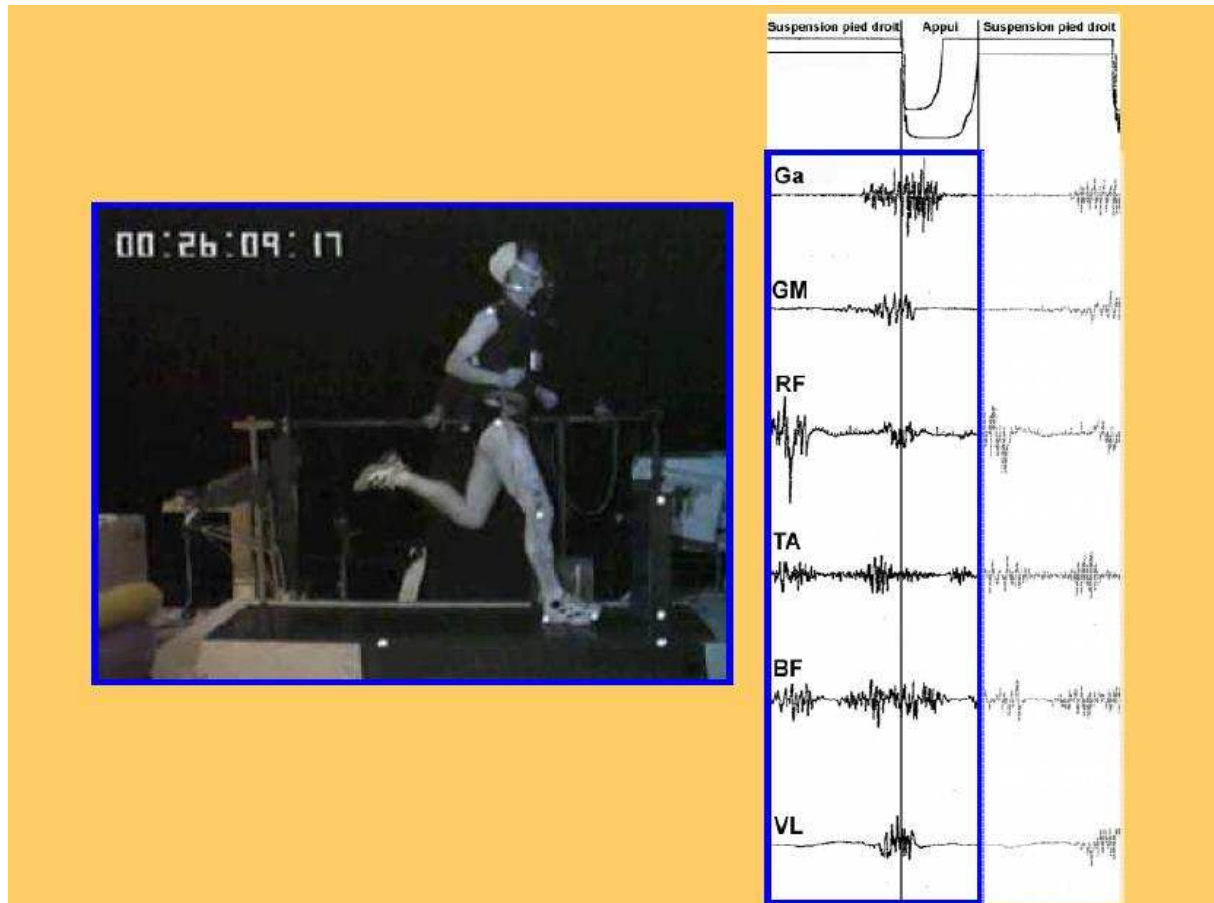 Suspension pied droit Appui Suspension pied droit
00:26:09:17
Ga
GM
RF
TA
BF
VL